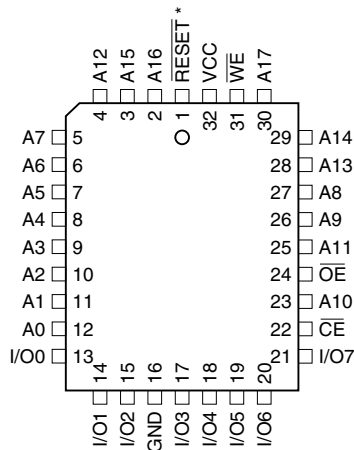 A12
A15
A16
RESET *
VCC
WE
A17
4
3
2
1
32
31
30
A7 5
A6 6
A5 7
A4 8
A3 9
A2 10
A1 11
A0 12
I/O0 13
29 A14
28 A13
27 A8
26 A9
25 A11
24 OE
23 A10
22 CE
21 I/O7
14
15
16
17
18
19
20
I/O1
I/O2
GND
I/O3
I/O4
I/O5
I/O6